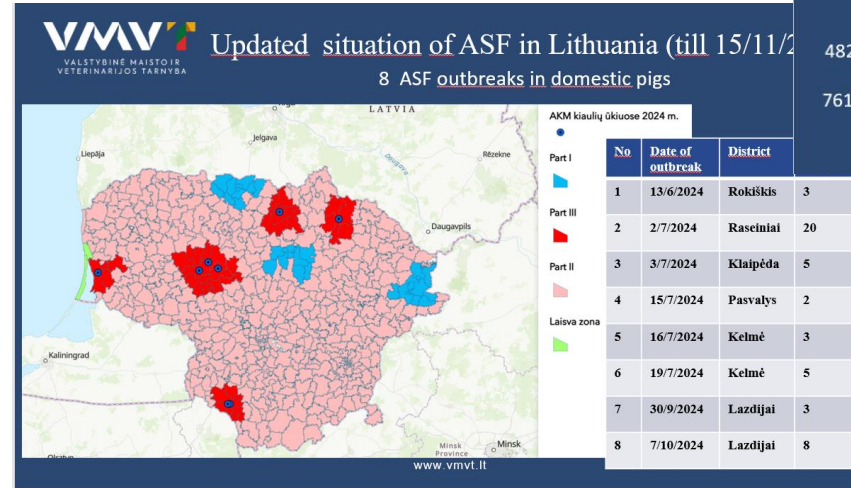 VMVT
VALSTYBINĖ MAISTO IR
VETERINARIJOS TARNYBA
Updated situation of ASF in Lithuania (till 15/11/2
8 ASF outbreaks in domestic pigs
482
761
LATVIA
Jelgava
Liepāja
Daugava
Rēzekne
Daugavpils
Kaliningrad
Minsk
Province
Minsk
Olsztyn
AKM kiaulių ūkiuose 2024 m.
Part I
Part III
Part II
Laisva zona
No Date of outbreak District
1 13/6/2024 Rokiškis 3
2 2/7/2024 Raseiniai 20
3 3/7/2024 Klaipėda 5
4 15/7/2024 Pasvalys 2
5 16/7/2024 Kelmė 3
6 19/7/2024 Kelmė 5
7 30/9/2024 Lazdijai 3
8 7/10/2024 Lazdijai 8
www.vmvt.lt